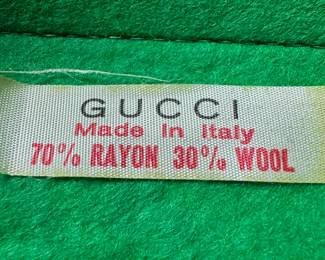 GUCCI
Made In Italy
70% RAYON 30% WOOL